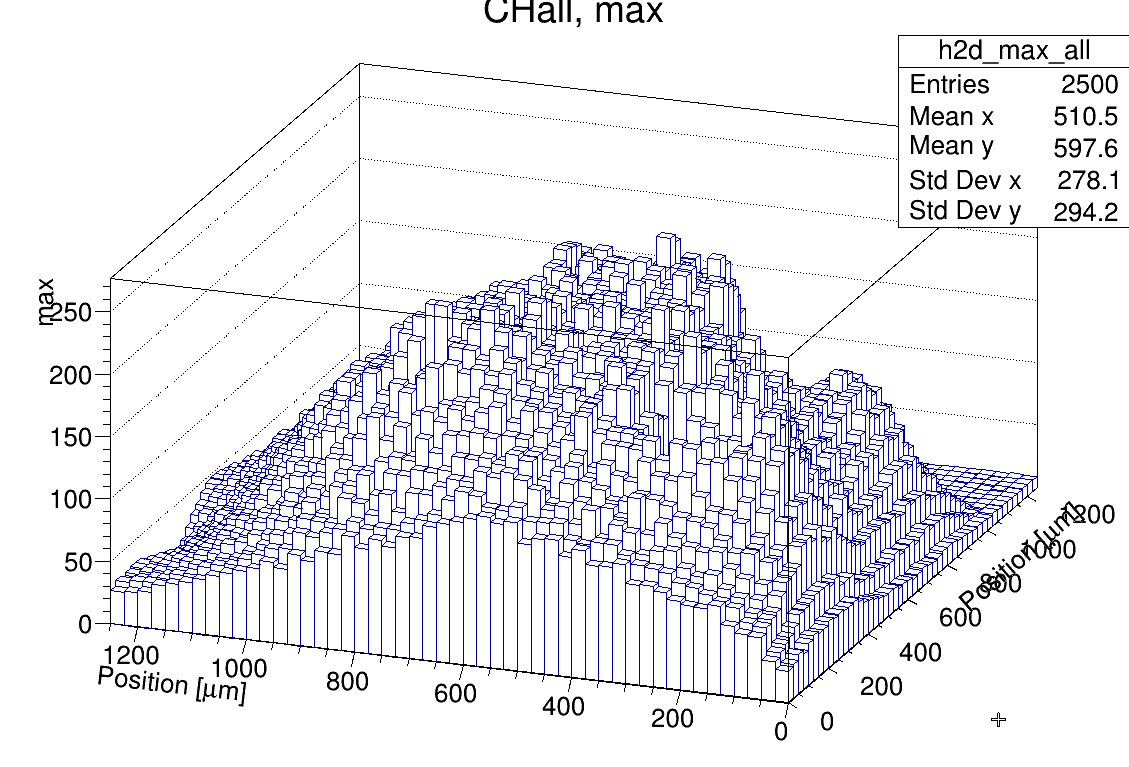 CHall, max
h2d_max_all
Entries 2500
Mean x 510.5
Mean y 597.6
Std Dev x 278.1
Std Dev y 294.2
max
250
200
150
100
50
0
1200
1000
800
600
400
200
0
Position [μm]
0
200
400
600
800
1000
1200
Position [μm]